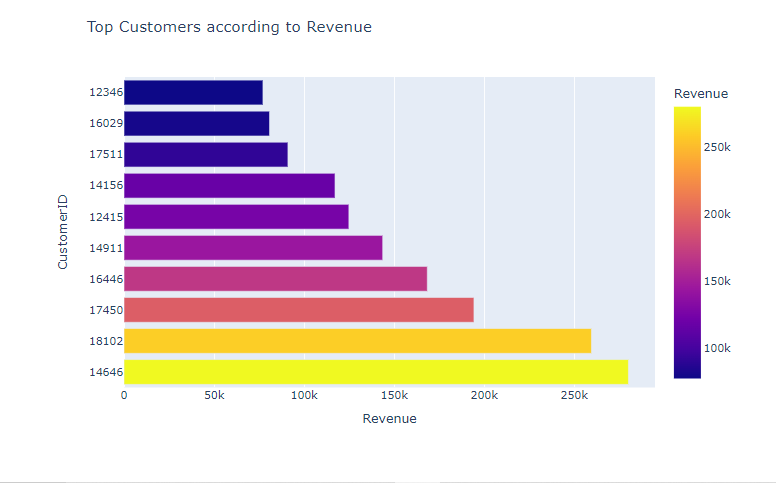 Top Customers according to Revenue
Revenue
12346
16029
17511
14156
12415
14911
16446
17450
18102
14646
CustomerID
0 50k 100k 150k 200k 250k
Revenue
250k
200k
150k
100k